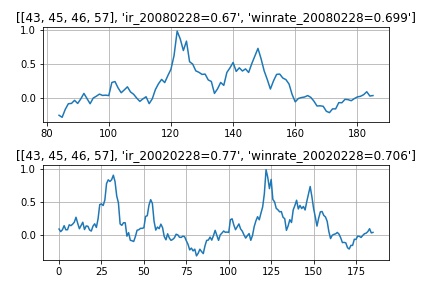 [[43, 45, 46, 57], 'ir_20080228=0.67', 'winrate_20080228=0.699']
1.0
0.5
0.0
80 100 120 140 160 180
[[43, 45, 46, 57], 'ir_20020228=0.77', 'winrate_20020228=0.706']
1.0
0.5
0.0
0 25 50 75 100 125 150 175